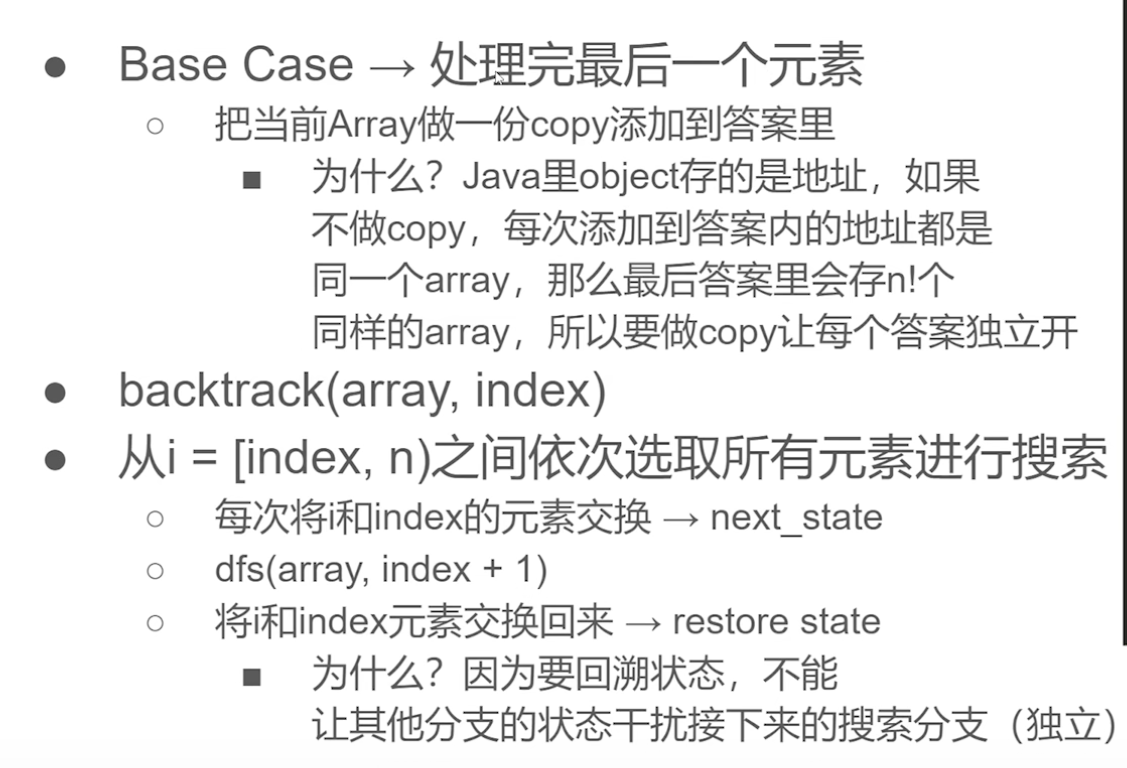 ● Base Case → 处理完最后一个元素
○ 把当前Array做一份copy添加到答案里
■ 为什么？Java里object存的是地址，如果
不做copy，每次添加到答案内的地址都是
同一个array，那么最后答案里会存n!个
同样的array，所以要做copy让每个答案独立开
● backtrack(array, index)
● 从i = [index, n)之间依次选取所有元素进行搜索
○ 每次将i和index的元素交换 → next_state
○ dfs(array, index + 1)
○ 将i和index元素交换回来 → restore state
■ 为什么？因为要回溯状态，不能
让其他分支的状态干扰接下来的搜索分支（独立）